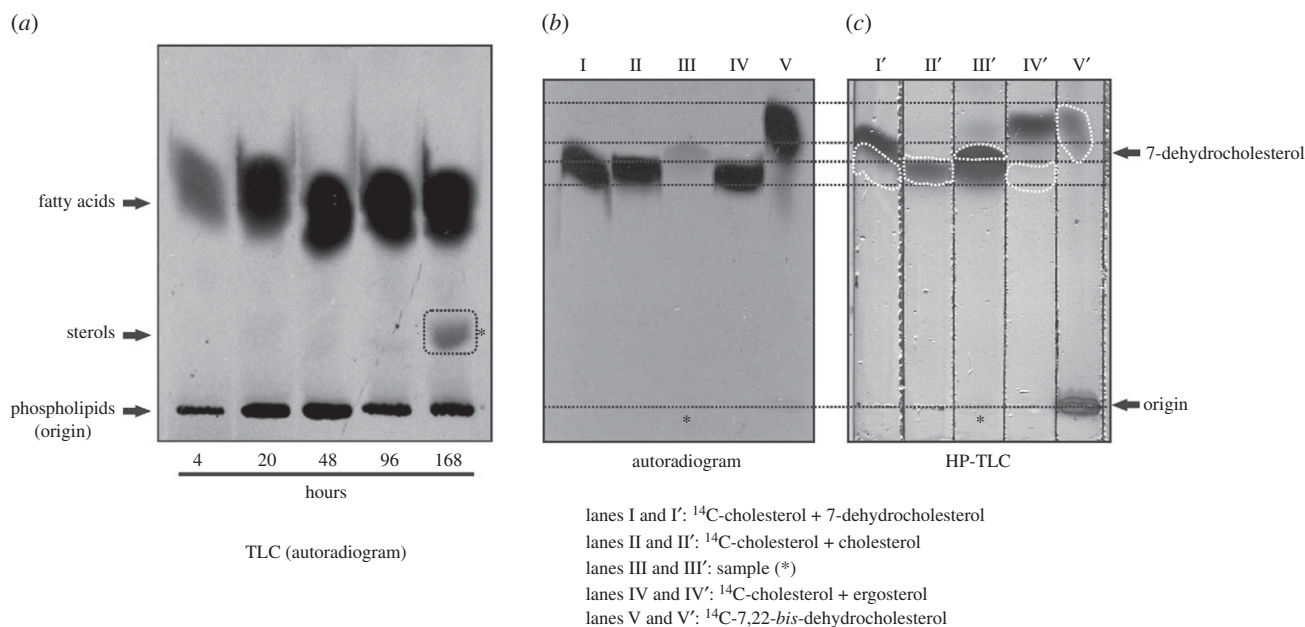 (a)
(b)
(c)
I II III IV V
I′ II′ III′ IV′ V′
fatty acids
sterols
*
phospholipids
(origin)
4 20 48 96 168
hours
TLC (autoradiogram)
7-dehydrocholesterol
origin
*
*
autoradiogram
HP-TLC
lanes I and I′: ¹⁴C-cholesterol + 7-dehydrocholesterol
lanes II and II′: ¹⁴C-cholesterol + cholesterol
lanes III and III′: sample (*)
lanes IV and IV′: ¹⁴C-cholesterol + ergosterol
lanes V and V′: ¹⁴C-7,22-bis-dehydrocholesterol